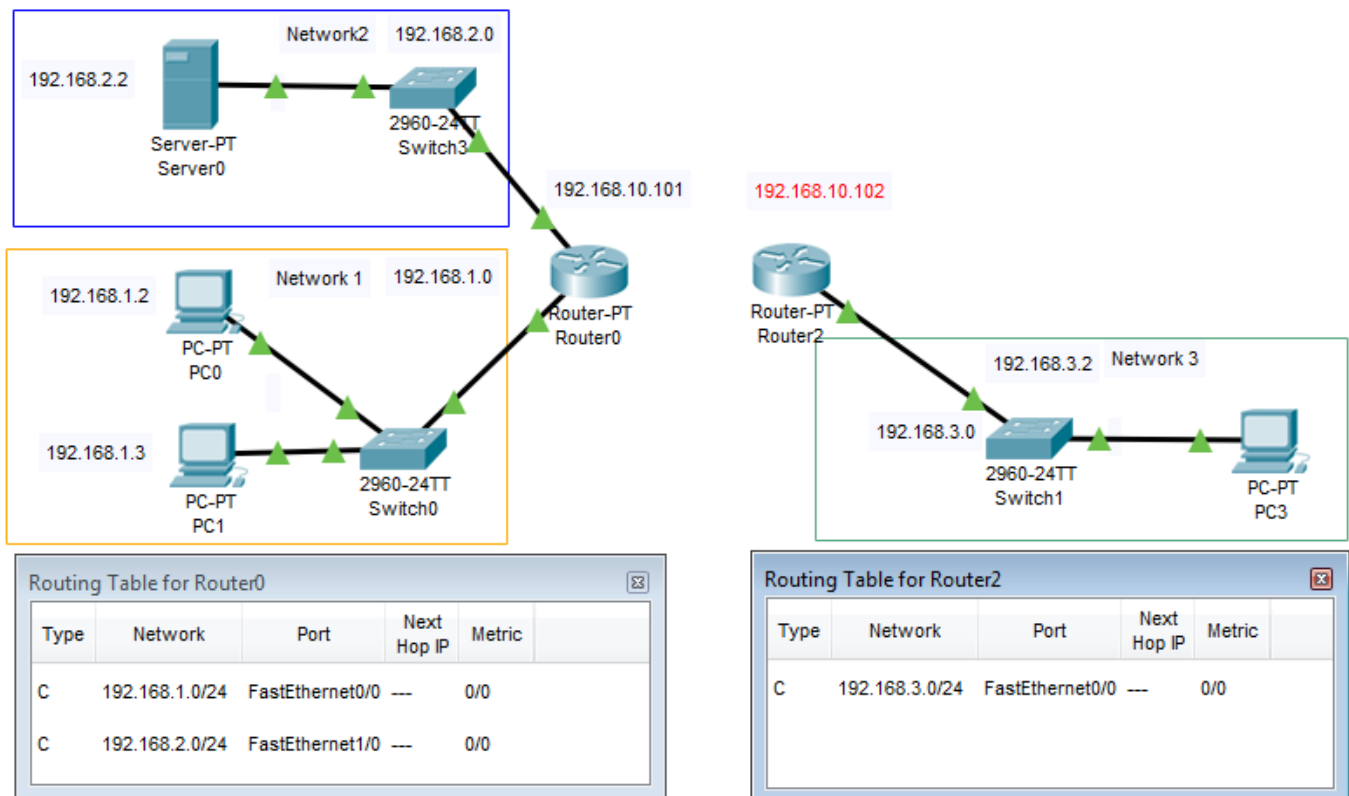 Network2 192.168.2.0
192.168.2.2
2960-24TT
Switch3
Server-PT
Server0
192.168.10.101
192.168.10.102
Network 1 192.168.1.0
192.168.1.2
PC-PT
PC0
Router-PT
Router0
Router-PT
Router2
192.168.1.3
PC-PT
PC1
2960-24TT
Switch0
192.168.3.2 Network 3
192.168.3.0
2960-24TT
Switch1
PC-PT
PC3
Routing Table for Router0
Type Network Port Next Hop IP Metric
C 192.168.1.0/24 FastEthernet0/0 --- 0/0
C 192.168.2.0/24 FastEthernet1/0 --- 0/0
Routing Table for Router2
Type Network Port Next Hop IP Metric
C 192.168.3.0/24 FastEthernet0/0 --- 0/0